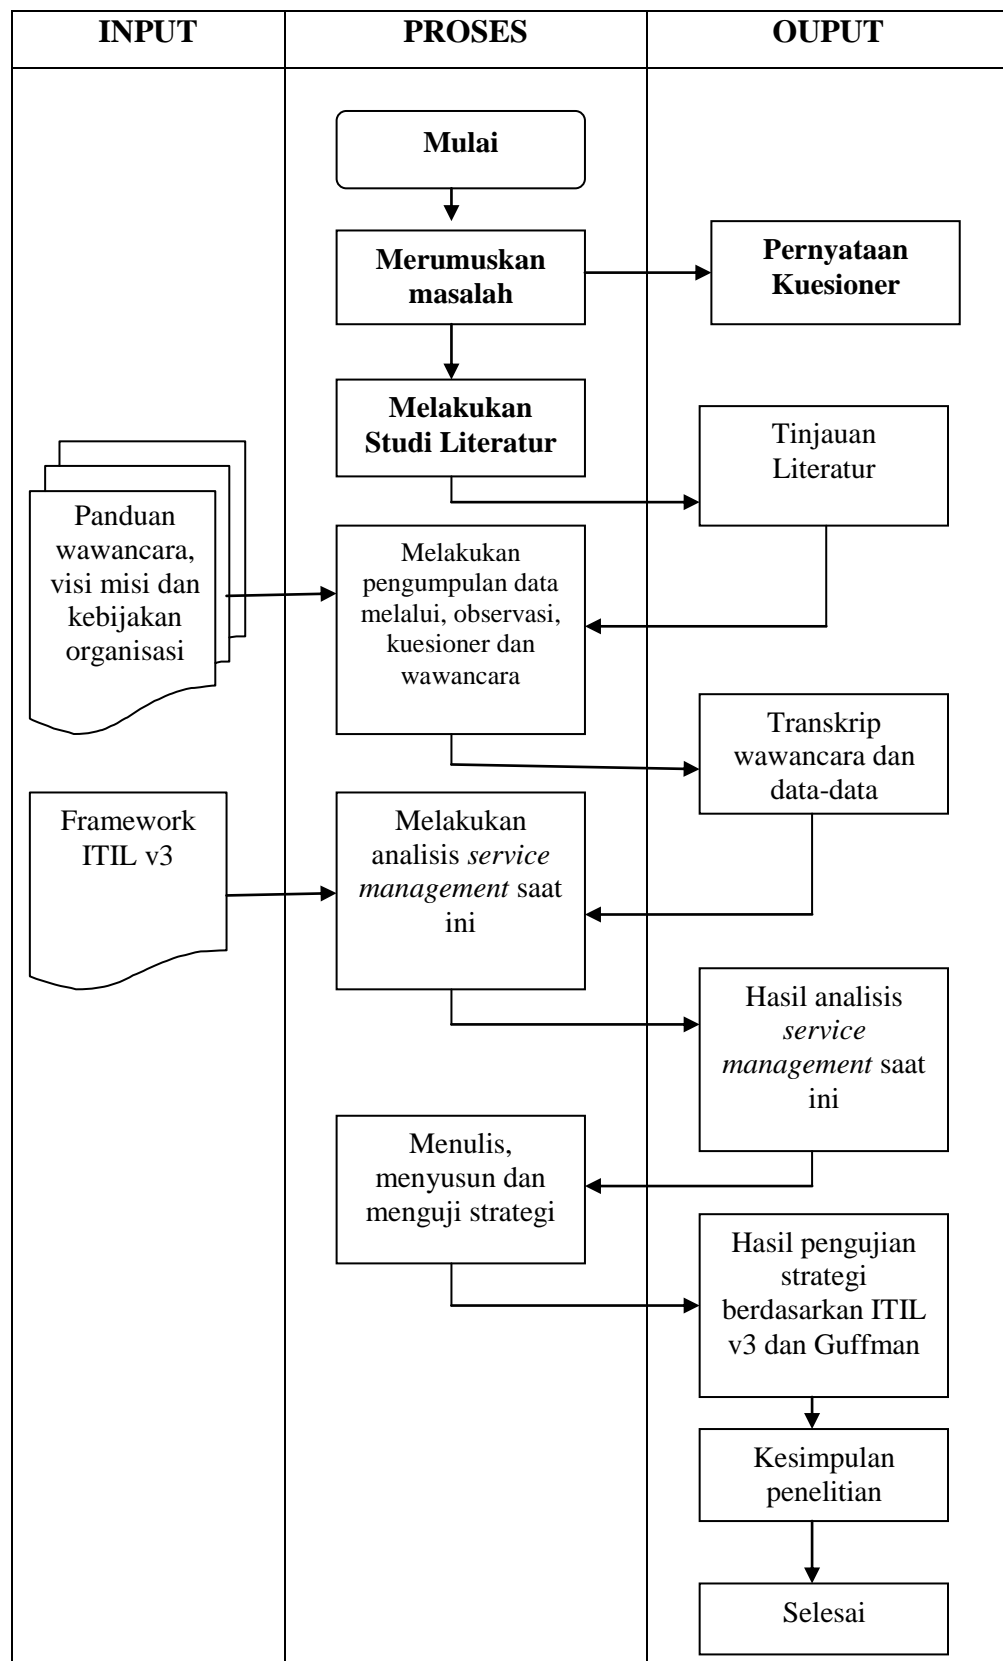 INPUT
PROSES
OUPUT
Mulai
Merumuskan
masalah
Pernyataan
Kuesioner
Melakukan
Studi Literatur
Tinjauan
Literatur
Panduan
wawancara,
visi misi dan
kebijakan
organisasi
Melakukan
pengumpulan data
melalui, observasi,
kuesioner dan
wawancara
Transkrip
wawancara dan
data-data
Framework
ITIL v3
Melakukan
analisis service
management saat
ini
Hasil analisis
service
management saat
ini
Menulis,
menyusun dan
menguji strategi
Hasil pengujian
strategi
berdasarkan ITIL
v3 dan Guffman
Kesimpulan
penelitian
Selesai